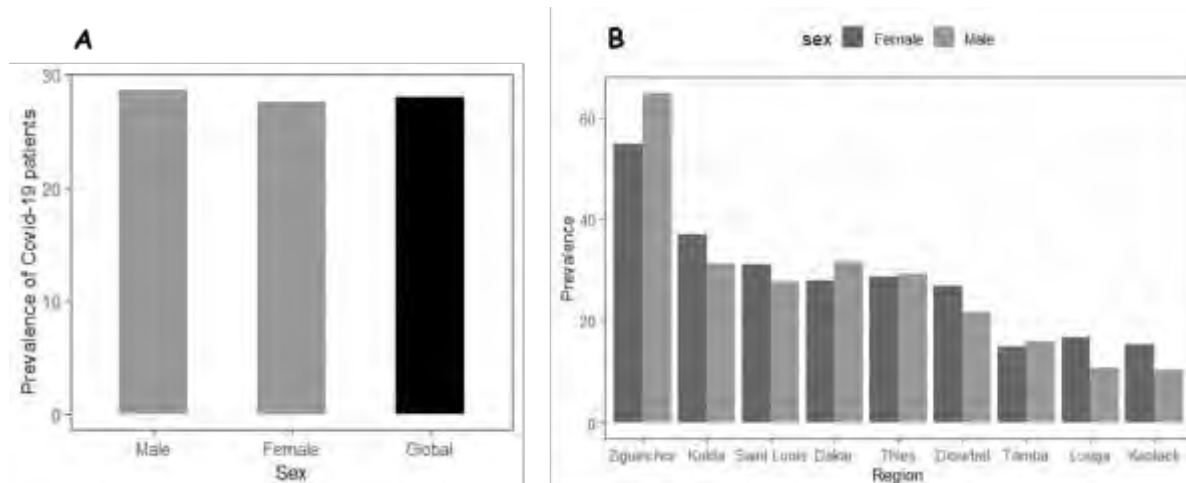 A
Prevalence of Covid-19 patients
30
20
10
0
Male Female Global
Sex
B
sex Female Male
Prevalence
60
40
20
0
Ziguinchor Kolda Saint Louis Dakar Thies Diourbel Tamba Louga Kaolack
Region